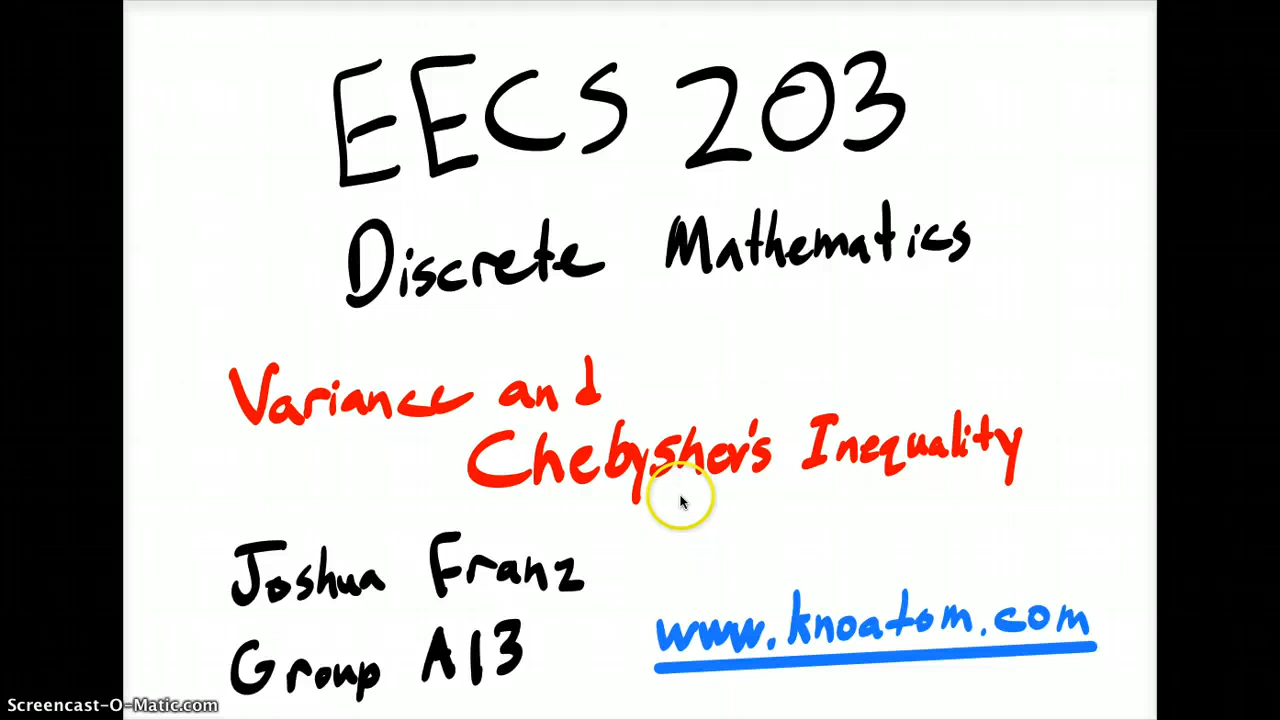 EECS 203
Discrete Mathematics
Variance and
Chebyshev's Inequality
Joshua Franz
Group A13
www.knoatom.com
Screencast-O-Matic.com